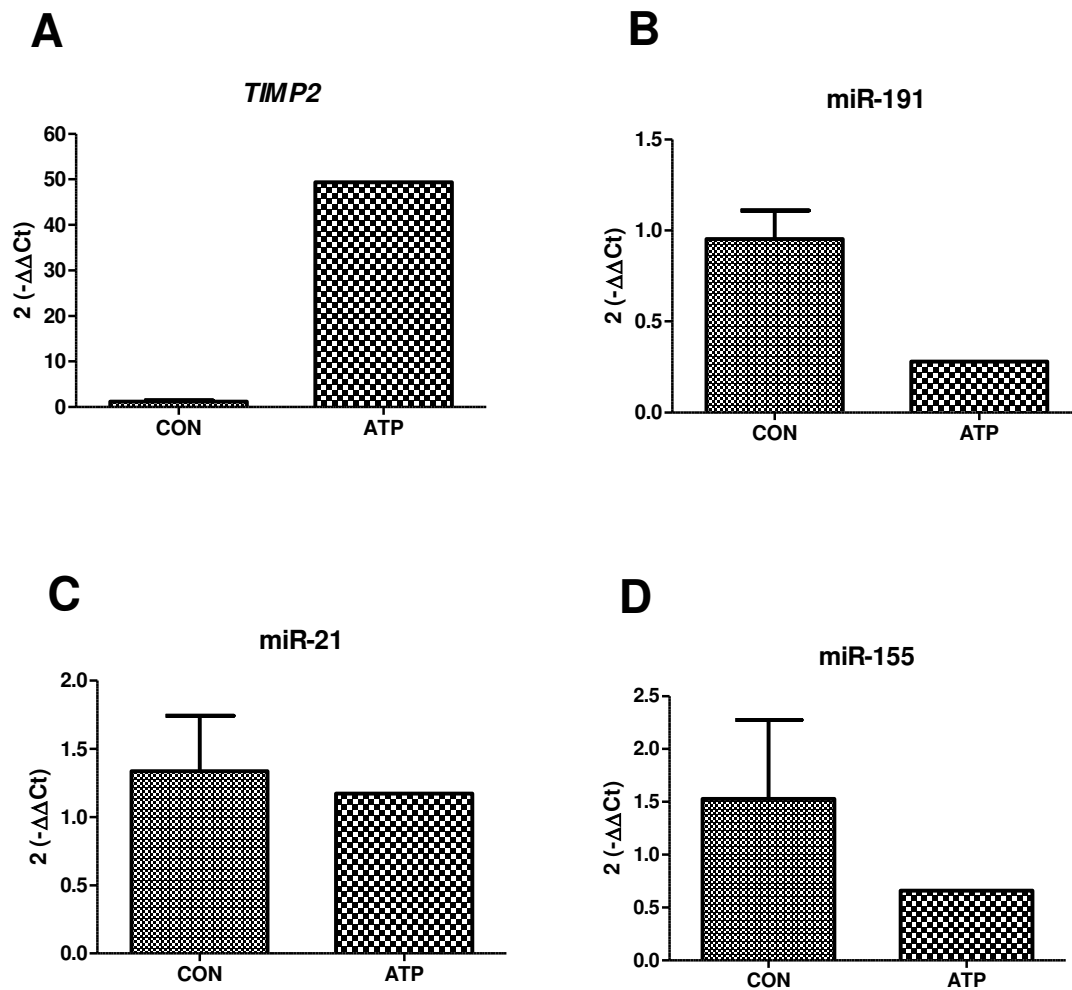 A
TIMP2
2 (-ΔΔCt)
60
50
40
30
20
10
0
CON ATP
B
miR-191
2 (-ΔΔCt)
1.5
1.0
0.5
0.0
CON ATP
C
miR-21
2 (-ΔΔCt)
2.0
1.5
1.0
0.5
0.0
CON ATP
D
miR-155
2 (-ΔΔCt)
2.5
2.0
1.5
1.0
0.5
0.0
CON ATP